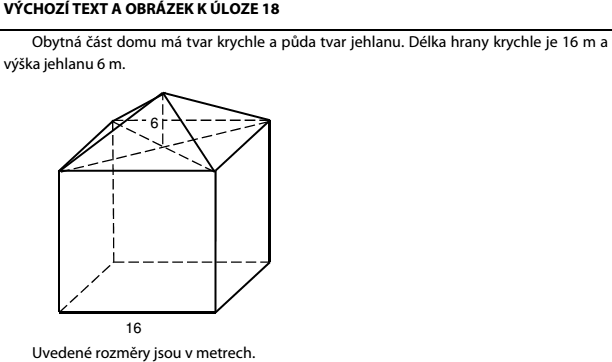 VÝCHOZÍ TEXT A OBRÁZEK K ÚLOZE 18
Obytná část domu má tvar krychle a půda tvar jehlanu. Délka hrany krychle je 16 m a
výška jehlanu 6 m.
6
16
Uvedené rozměry jsou v metrech.